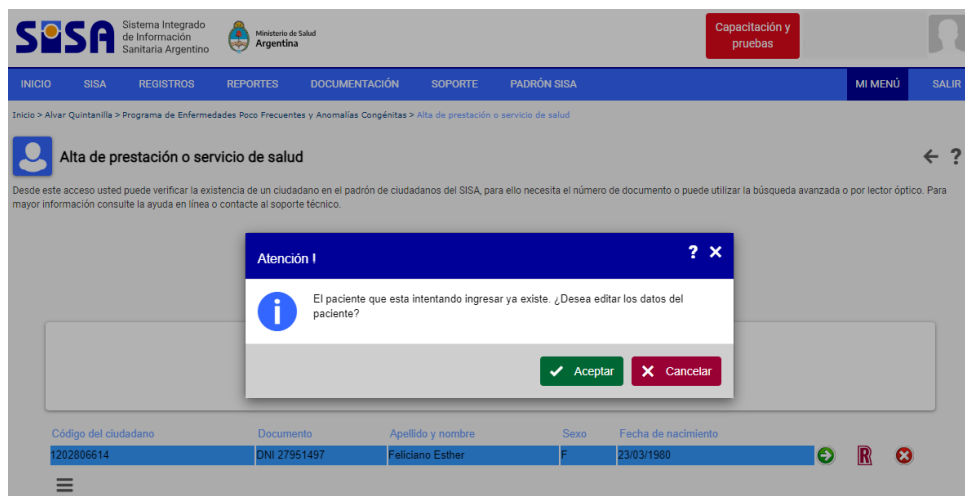 SISA
Sistema Integrado
de Información
Sanitaria Argentino
Ministerio de Salud
Argentina
Capacitación y
pruebas
INICIO SISA REGISTROS REPORTES DOCUMENTACIÓN SOPORTE PADRÓN SISA MI MENÚ SALIR
Inicio > Alvar Quintanilla > Programa de Enfermedades Poco Frecuentes y Anomalías Congénitas > Alta de prestación o servicio de salud
Alta de prestación o servicio de salud
?
Desde este acceso usted puede verificar la existencia de un ciudadano en el padrón de ciudadanos del SISA, para ello necesita el número de documento o puede utilizar la búsqueda avanzada o por lector óptico. Para
mayor información consulte la ayuda en línea o contacte al soporte técnico.
Atención !
?
El paciente que esta intentando ingresar ya existe. ¿Desea editar los datos del
paciente?
Aceptar Cancelar
Código del ciudadano Documento Apellido y nombre Sexo Fecha de nacimiento
1202806614 DNI 27951497 Feliciano Esther F 23/03/1980 R